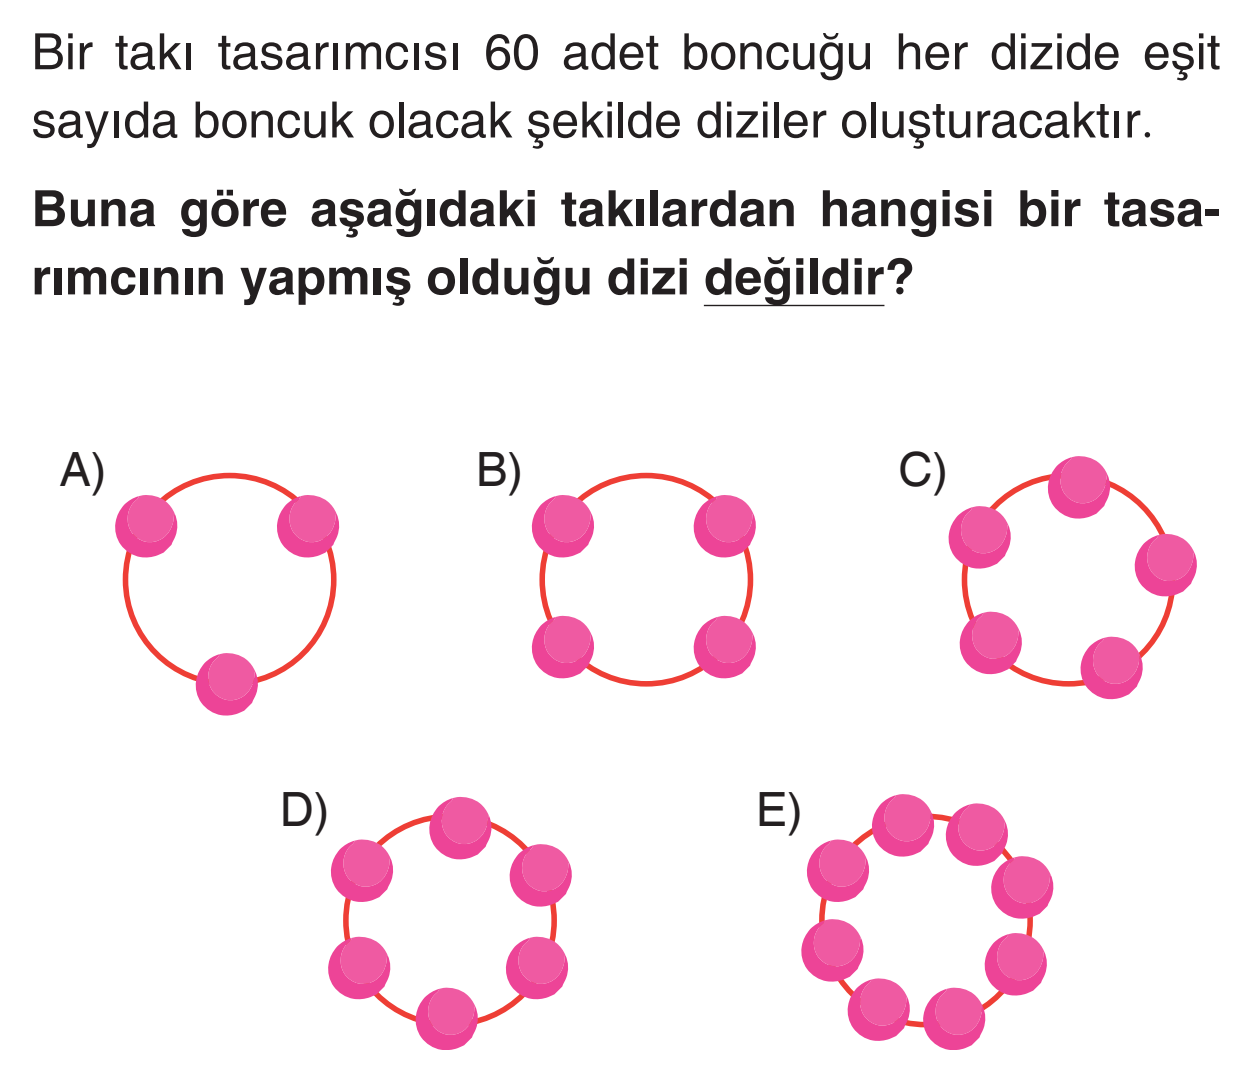 Bir takı tasarımcısı 60 adet boncuğu her dizide eşit
sayıda boncuk olacak şekilde diziler oluşturacaktır.
Buna göre aşağıdaki takılardan hangisi bir tasa-
rımcının yapmış olduğu dizi değildir?
A)
B)
C)
D)
E)